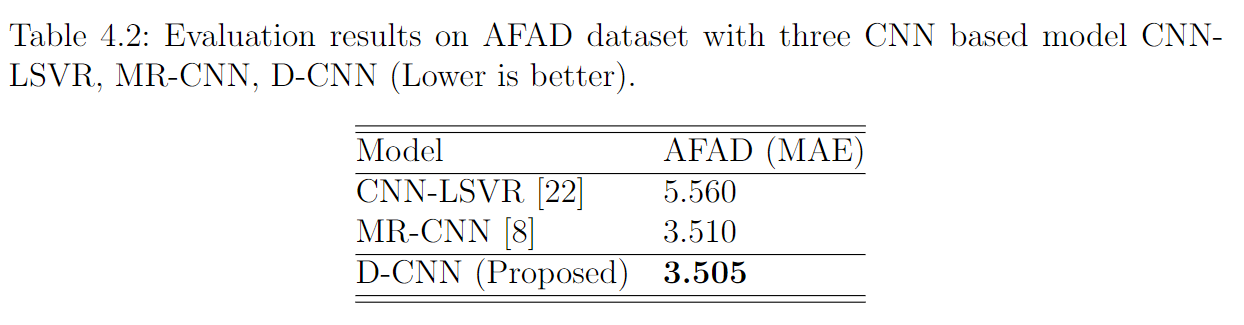 Table 4.2: Evaluation results on AFAD dataset with three CNN based model CNN-
LSVR, MR-CNN, D-CNN (Lower is better).
Model AFAD (MAE)
CNN-LSVR [22] 5.560
MR-CNN [8] 3.510
D-CNN (Proposed) 3.505